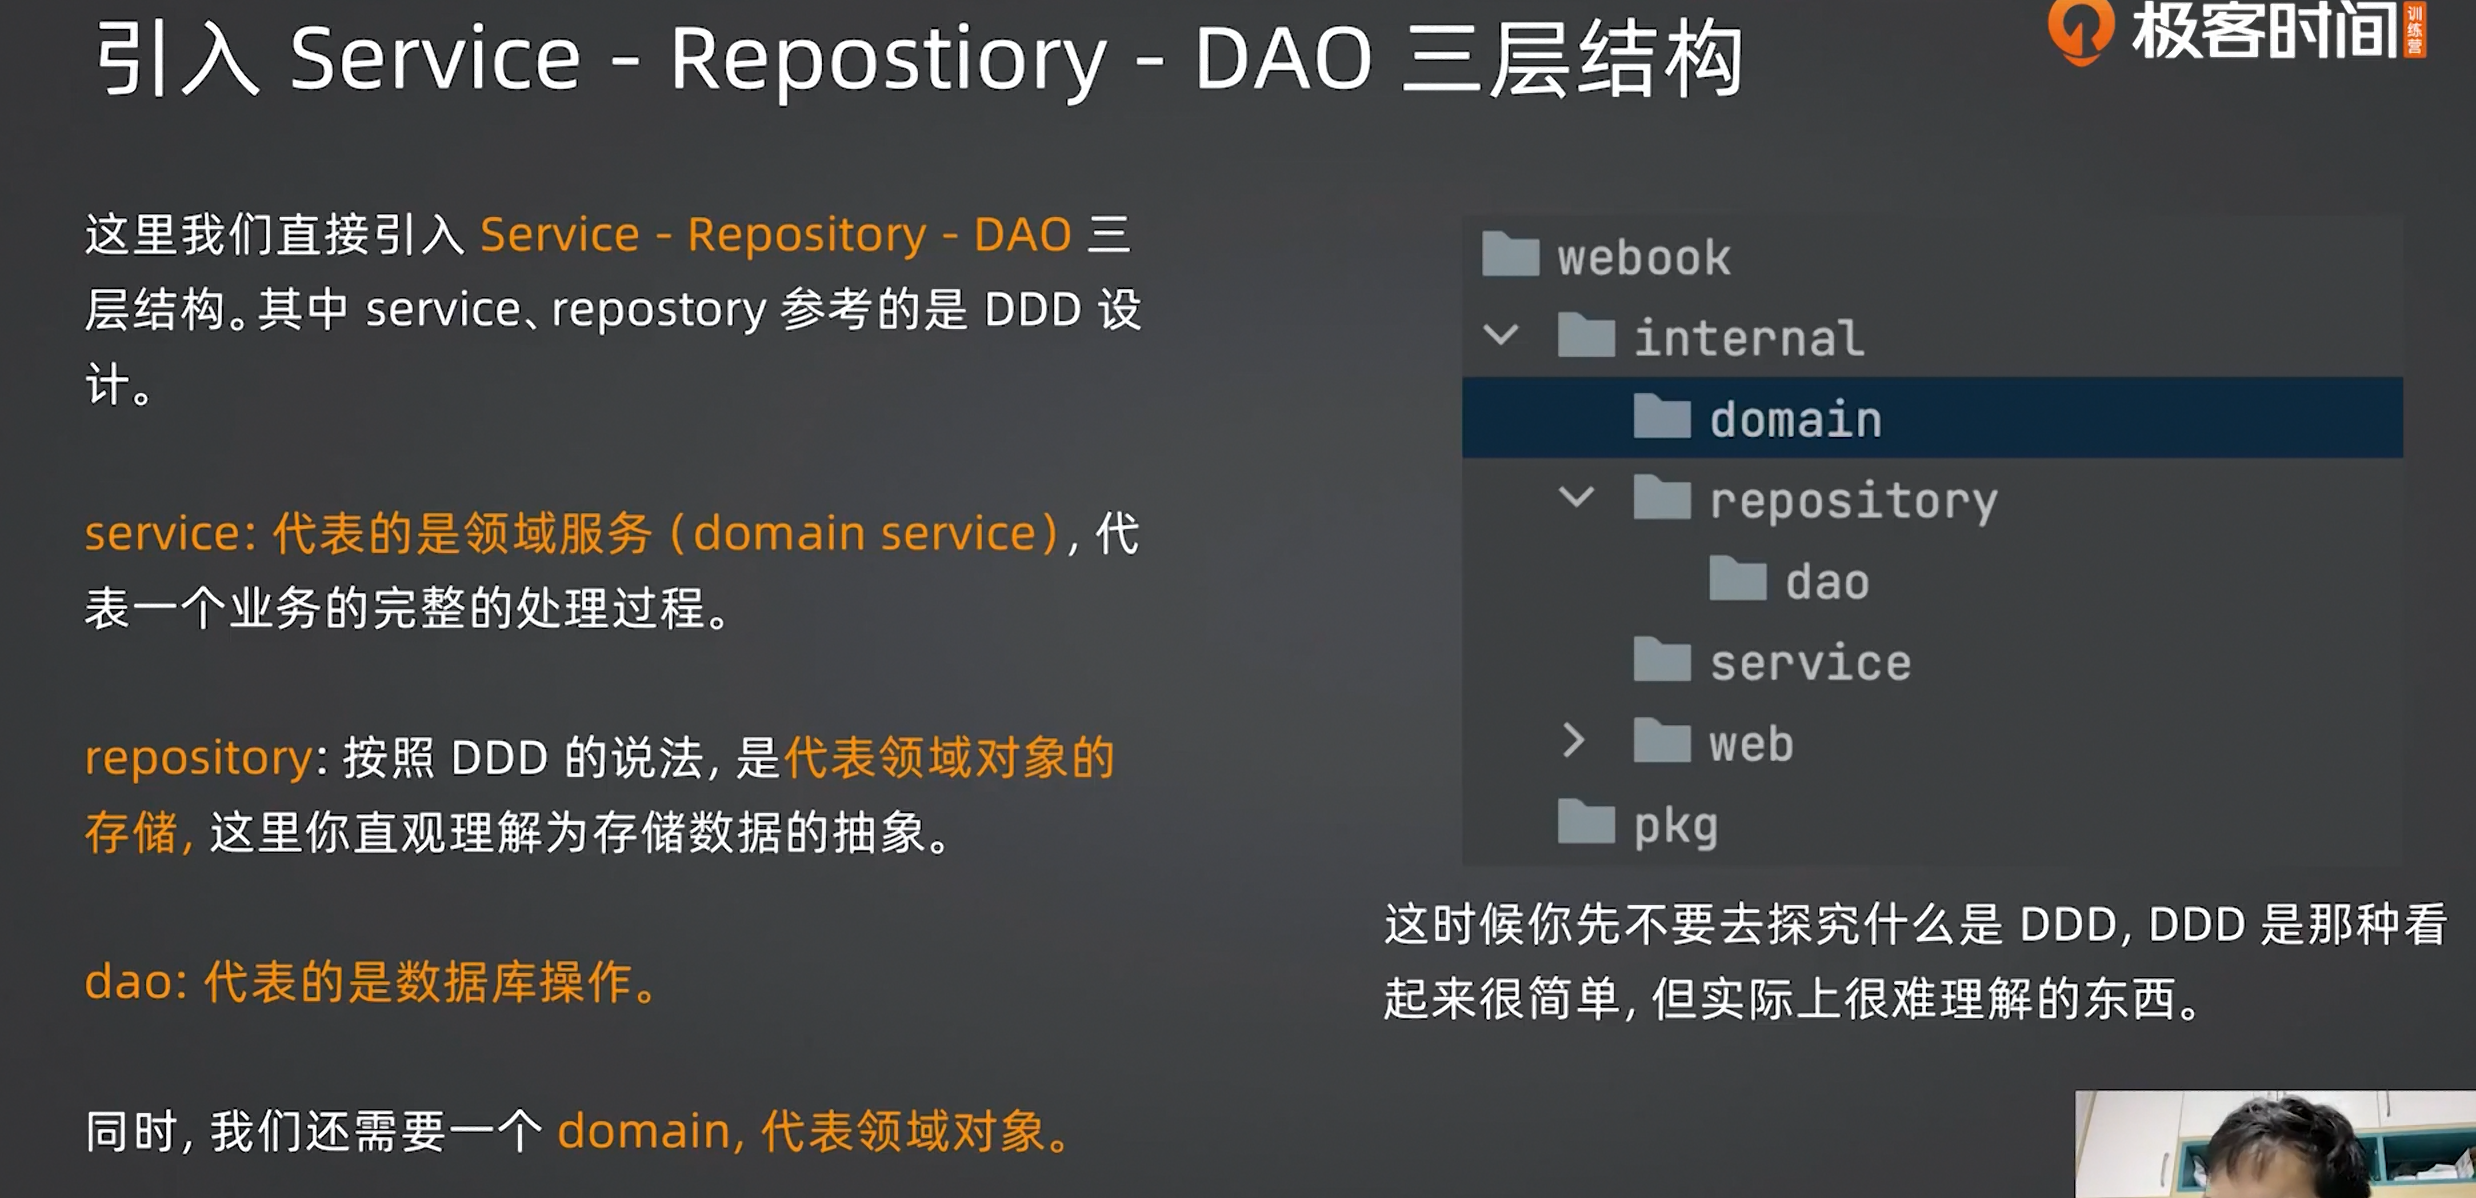 引入 Service - Repostiory - DAO 三层结构
极客时间
训练营
这里我们直接引入 Service - Repository - DAO 三
层结构。其中 service、repostory 参考的是 DDD 设
计。
service: 代表的是领域服务(domain service),代
表一个业务的完整的处理过程。
repository: 按照 DDD 的说法, 是代表领域对象的
存储, 这里你直观理解为存储数据的抽象。
dao: 代表的是数据库操作。
同时, 我们还需要一个 domain, 代表领域对象。
webook
internal
domain
repository
dao
service
web
pkg
这时候你先不要去探究什么是 DDD, DDD 是那种看
起来很简单, 但实际上很难理解的东西。